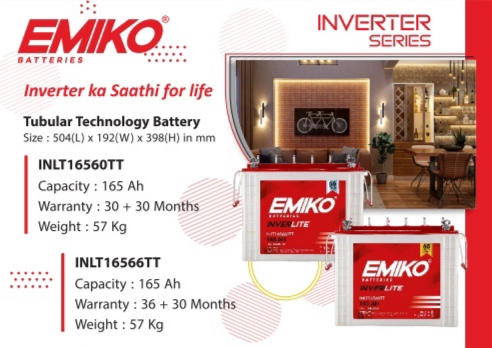 EMIKO®
BATTERIES
INVERTER
SERIES
Inverter ka Saathi for life
Tubular Technology Battery
Size : 504(L) x 192(W) x 398(H) in mm
INLT16560TT
Capacity : 165 Ah
Warranty : 30 + 30 Months
Weight : 57 Kg
INLT16566TT
Capacity : 165 Ah
Warranty : 36 + 30 Months
Weight : 57 Kg
EMIKO
BATTERIES
INVERLITE
EMIKO
BATTERIES
INVERLITE